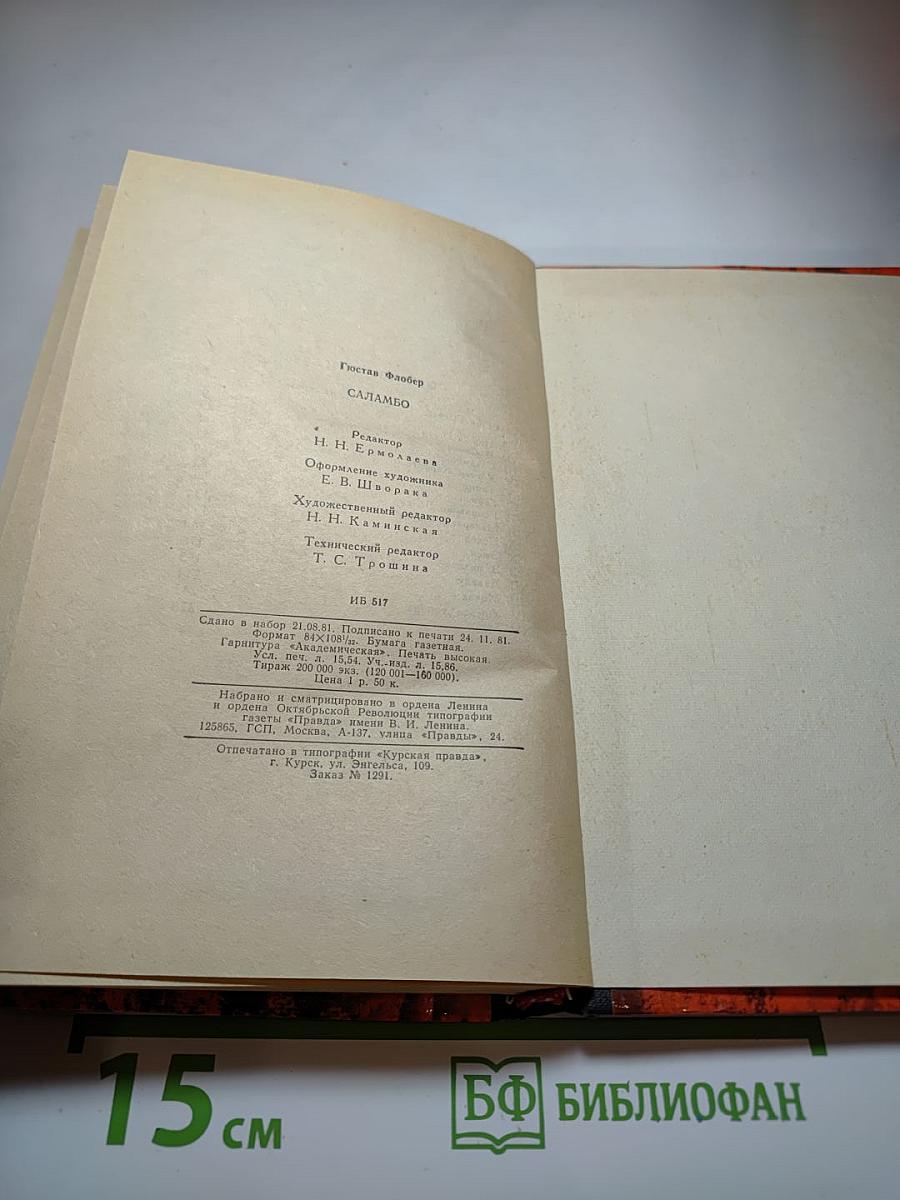 Гюстав Флобер
САЛАМБО
Редактор
Н. Н. Ермолаева
Оформление художника
Е. В. Шворака
Художественный редактор
Н. Н. Каминская
Технический редактор
Т. С. Трошина
ИБ 517
Сдано в набор 21.08.81. Подписано к печати 24. 11. 81.
Формат 84×108¹/₃₂. Бумага газетная.
Гарнитура «Академическая». Печать высокая.
Усл. печ. л. 15,54. Уч.-изд. л. 15,86.
Тираж 200 000 экз. (120 001—160 000).
Цена 1 р. 50 к.
Набрано и сматрицировано в ордена Ленина
и ордена Октябрьской Революции типографии
газеты «Правда» имени В. И. Ленина.
125865, ГСП, Москва, А-137, улица «Правды», 24.
Отпечатано в типографии «Курская правда»,
г. Курск, ул. Энгельса, 109.
Заказ № 1291.
15 см
БФ БИБЛИОФАН